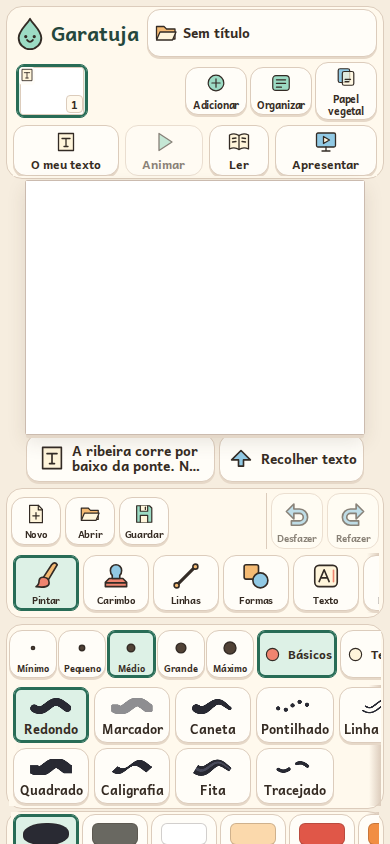 Garatuja
Sem título
1
Adicionar
Organizar
Papel
vegetal
O meu texto
Animar
Ler
Apresentar
A ribeira corre por
baixo da ponte. N...
Recolher texto
Novo
Abrir
Guardar
Desfazer
Refazer
Pintar
Carimbo
Linhas
Formas
Texto
Mínimo
Pequeno
Médio
Grande
Máximo
Básicos
Te
Redondo
Marcador
Caneta
Pontilhado
Linha
Quadrado
Caligrafia
Fita
Tracejado